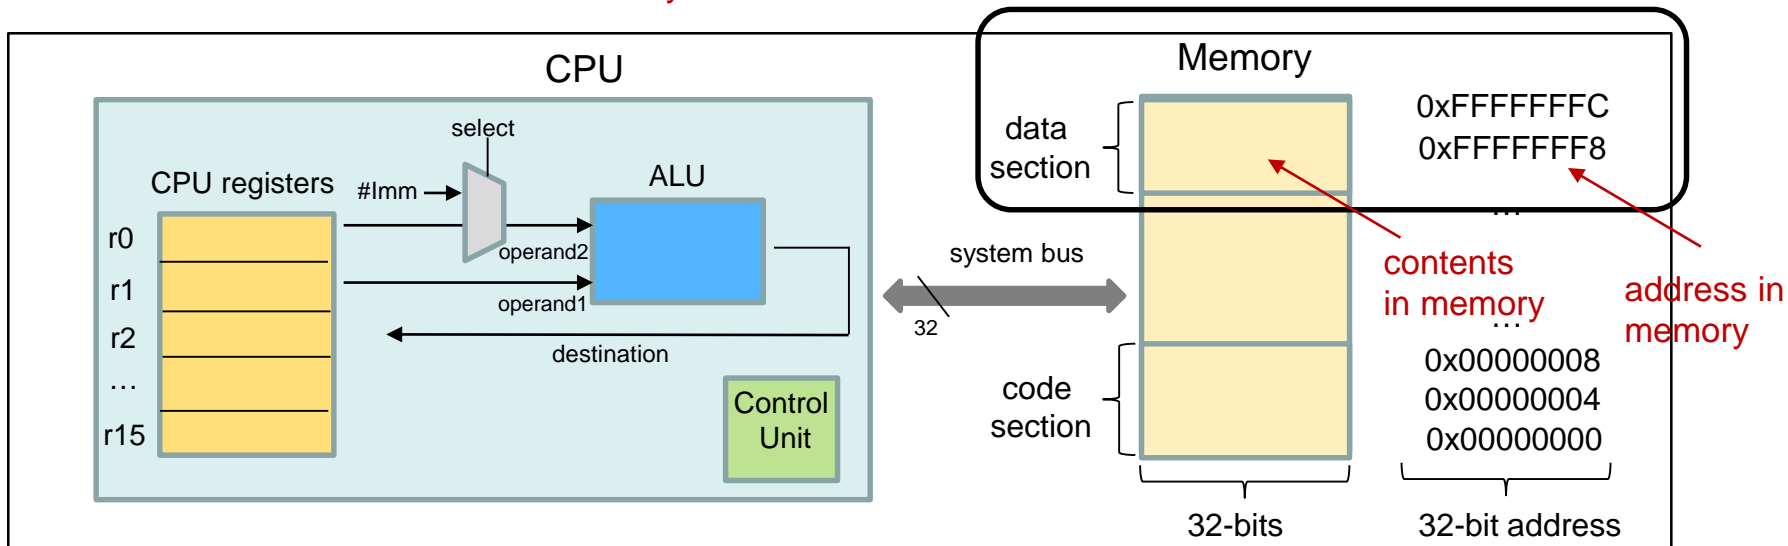 CPU
Memory
select
CPU registers
#Imm
ALU
r0
r1
r2
...
r15
operand2
operand1
destination
Control
Unit
system bus
32
data
section
code
section
0xFFFFFFFC
0xFFFFFFF8
...
contents
in memory
address in
memory
...
0x00000008
0x00000004
0x00000000
32-bits
32-bit address